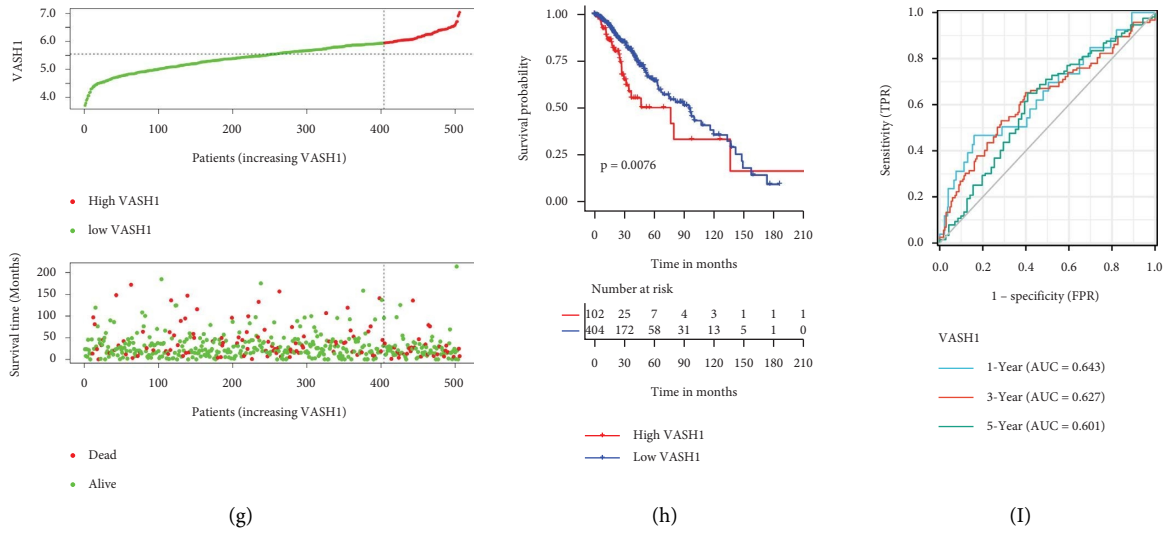 7.0
6.0
5.0
4.0
VASH1
0 100 200 300 400 500
Patients (increasing VASH1)
High VASH1
low VASH1
200
150
100
50
0
Survival time (Months)
0 100 200 300 400 500
Patients (increasing VASH1)
Dead
Alive
(g)
1.00
0.75
0.50
0.25
0.00
Survival probability
p = 0.0076
0 30 60 90 120 150 180 210
Time in months
Number at risk
102 25 7 4 3 1 1 1
404 172 58 31 13 5 1 0
0 30 60 90 120 150 180 210
Time in months
High VASH1
Low VASH1
(h)
1.0
0.8
0.6
0.4
0.2
0.0
Sensitivity (TPR)
0.0 0.2 0.4 0.6 0.8 1.0
1 – specificity (FPR)
VASH1
1-Year (AUC = 0.643)
3-Year (AUC = 0.627)
5-Year (AUC = 0.601)
(I)